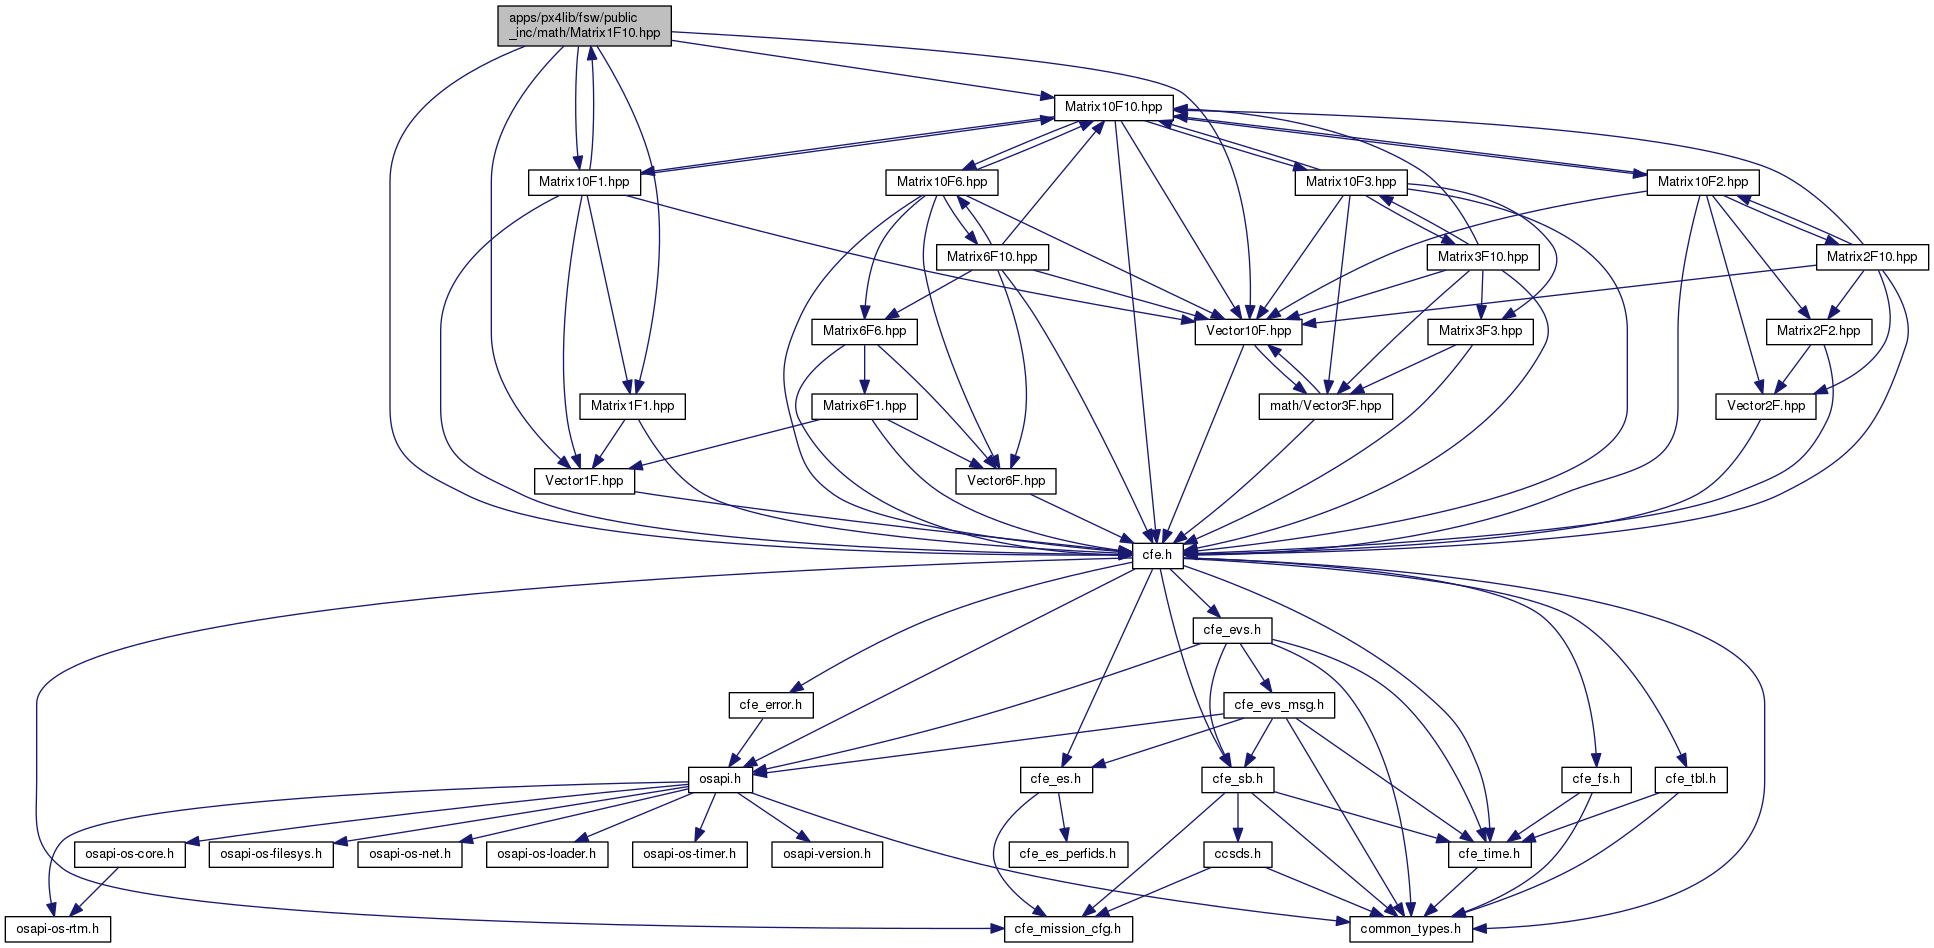 apps/px4lib/fsw/public
_inc/math/Matrix1F10.hpp
Matrix10F10.hpp
Matrix10F1.hpp
Matrix10F6.hpp
Matrix10F3.hpp
Matrix10F2.hpp
Matrix6F10.hpp
Matrix3F10.hpp
Matrix2F10.hpp
Matrix6F6.hpp
Vector10F.hpp
Matrix3F3.hpp
Matrix2F2.hpp
Matrix1F1.hpp
Matrix6F1.hpp
math/Vector3F.hpp
Vector2F.hpp
Vector1F.hpp
Vector6F.hpp
cfe.h
cfe_evs.h
cfe_error.h
cfe_evs_msg.h
osapi.h
cfe_es.h
cfe_sb.h
cfe_fs.h
cfe_tbl.h
osapi-os-core.h
osapi-os-filesys.h
osapi-os-net.h
osapi-os-loader.h
osapi-os-timer.h
osapi-version.h
cfe_es_perfids.h
ccsds.h
cfe_time.h
osapi-os-rtm.h
cfe_mission_cfg.h
common_types.h